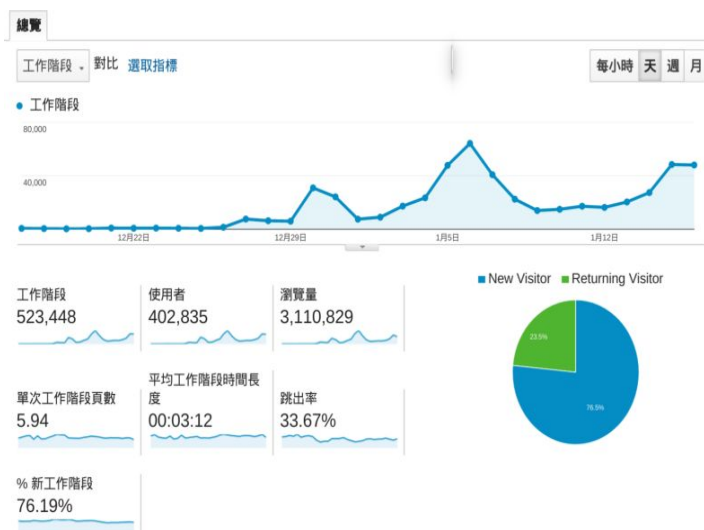 總覽
工作階段 對比 選取指標
每小時 天 週 月
工作階段
80,000
40,000
12月22日 12月29日 1月5日 1月12日
New Visitor Returning Visitor
工作階段
523,448
使用者
402,835
瀏覽量
3,110,829
單次工作階段頁數
5.94
平均工作階段時間長
度
00:03:12
跳出率
33.67%
% 新工作階段
76.19%
23.5%
76.5%